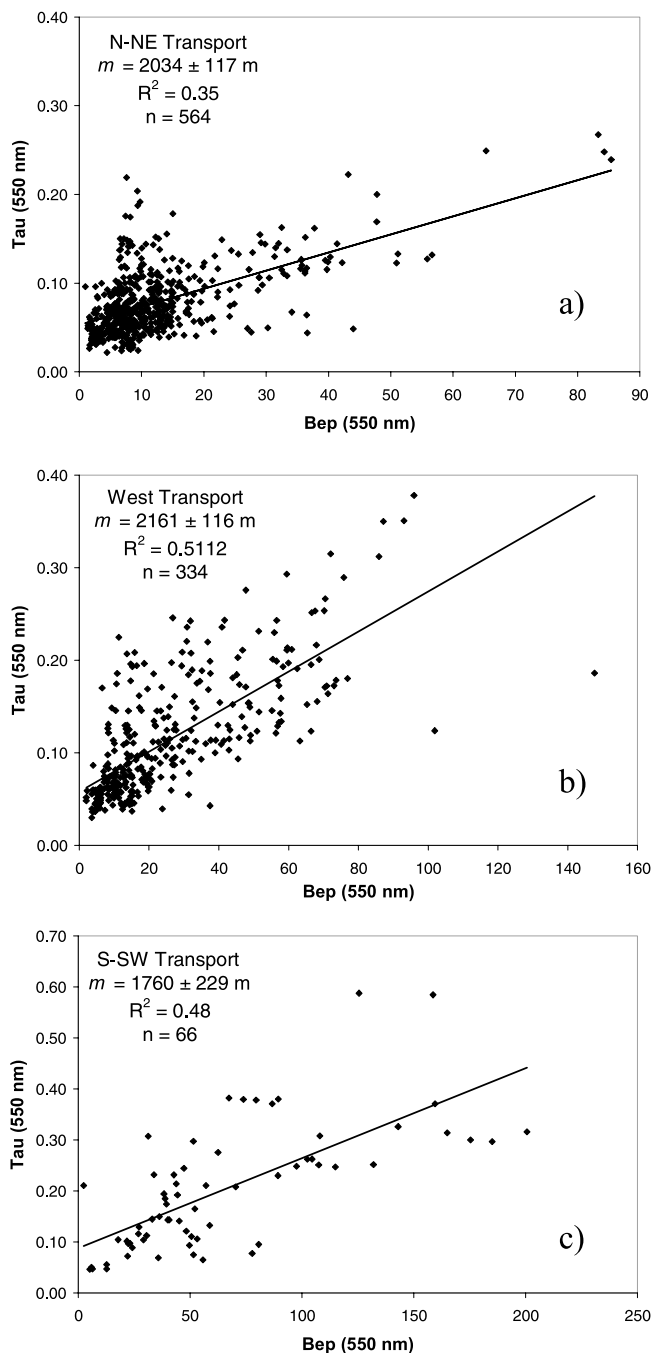 0.40
N-NE Transport
m = 2034 ± 117 m
R² = 0.35
n = 564
0.30
Tau (550 nm)
0.20
0.10
a)
0.00
0 10 20 30 40 50 60 70 80 90
Bep (550 nm)
0.40
West Transport
m = 2161 ± 116 m
R² = 0.5112
n = 334
0.30
Tau (550 nm)
0.20
0.10
b)
0.00
0 20 40 60 80 100 120 140 160
Bep (550 nm)
0.70
S-SW Transport
m = 1760 ± 229 m
0.60
R² = 0.48
n = 66
0.50
0.40
Tau (550 nm)
0.30
0.20
0.10
c)
0.00
0 50 100 150 200 250
Bep (550 nm)